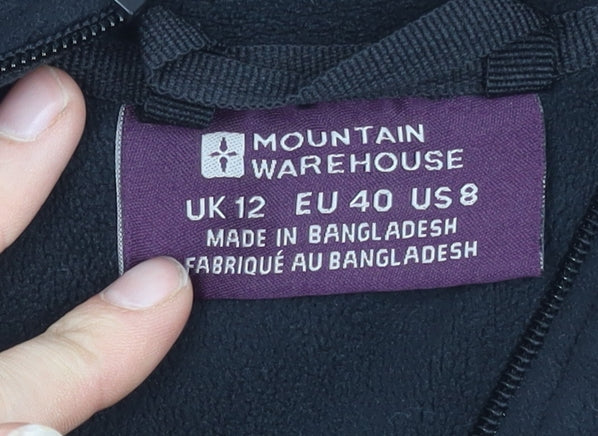 MOUNTAIN
WAREHOUSE
UK 12 EU 40 US 8
MADE IN BANGLADESH
FABRIQUÉ AU BANGLADESH